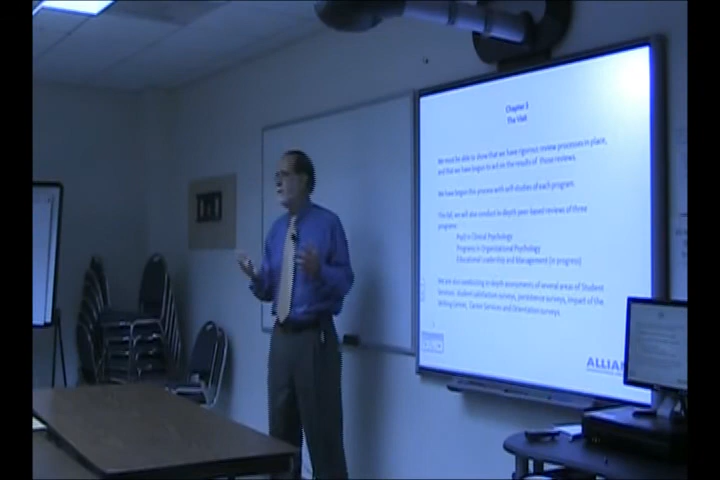 Chapter 3
The Visit
We must be able to show that we have rigorous review processes in place,
and that we have begun to act on the results of those reviews.
We have begun this process with self-studies of each program.
This fall, we will also conduct in-depth peer-based reviews of three
programs:
PsyD in Clinical Psychology
Programs in Organizational Psychology
Educational Leadership and Management (in progress)
We are also conducting in-depth assessments of several areas of Student
Services: student satisfaction surveys, persistence surveys, impact of the
Writing Center, Career Services and Orientation surveys.
ALLIAN